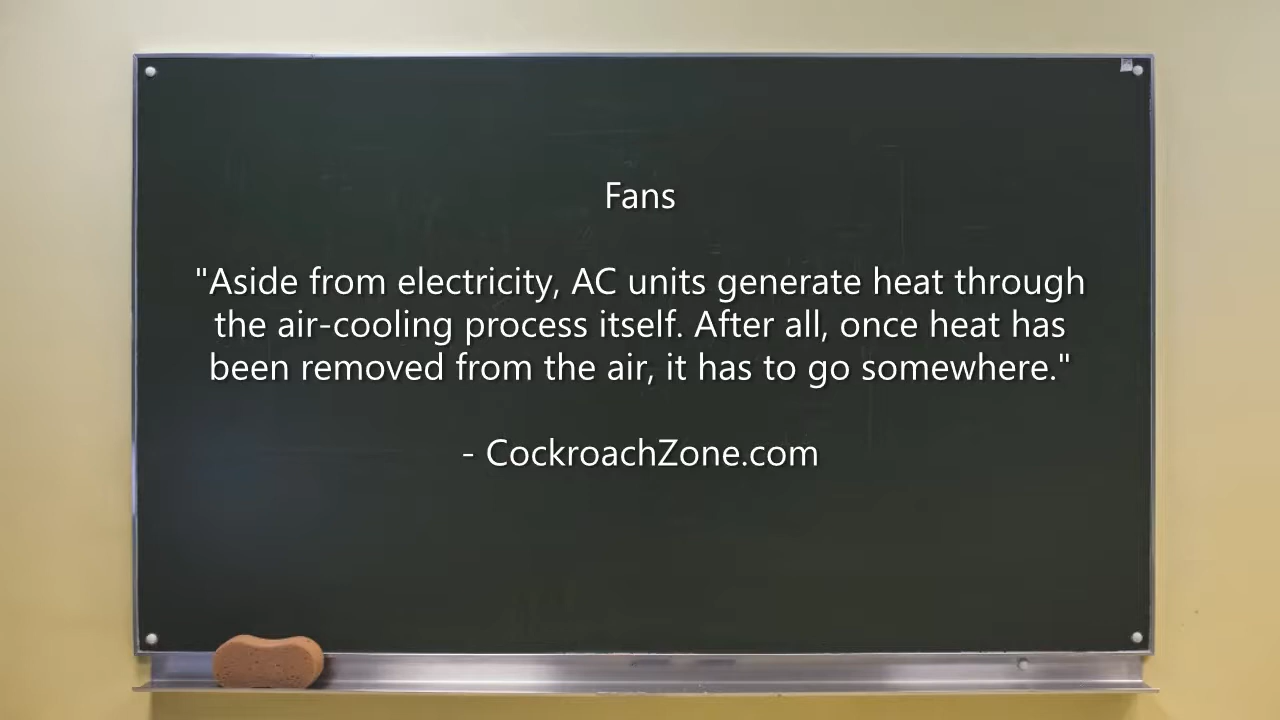 Fans
"Aside from electricity, AC units generate heat through
the air-cooling process itself. After all, once heat has
been removed from the air, it has to go somewhere."
- CockroachZone.com